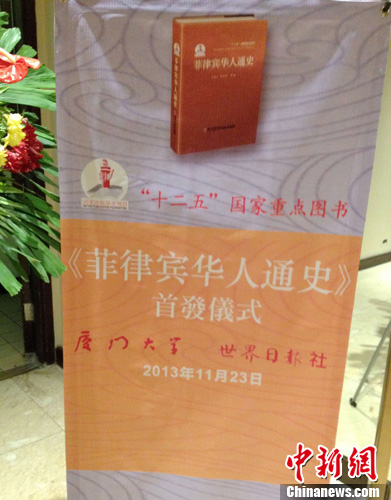 菲律宾华人通史
“十二五”国家重点图书
《菲律宾华人通史》
首發儀式
厦门大学 世界日报社
2013年11月23日
中新网
Chinanews.com